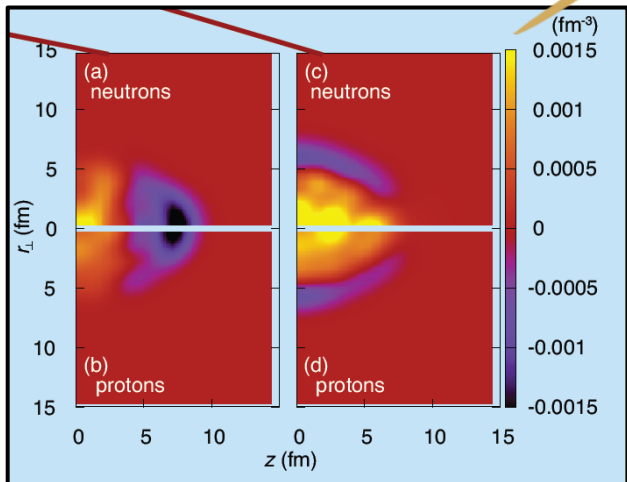 (fm⁻³)
15
(a)
neutrons
(c)
neutrons
0.0015
10
0.001
5
0.0005
0
0
5
-0.0005
10
-0.001
(b)
protons
(d)
protons
15
-0.0015
0
5
10
0
5
10
15
r⊥ (fm)
z (fm)